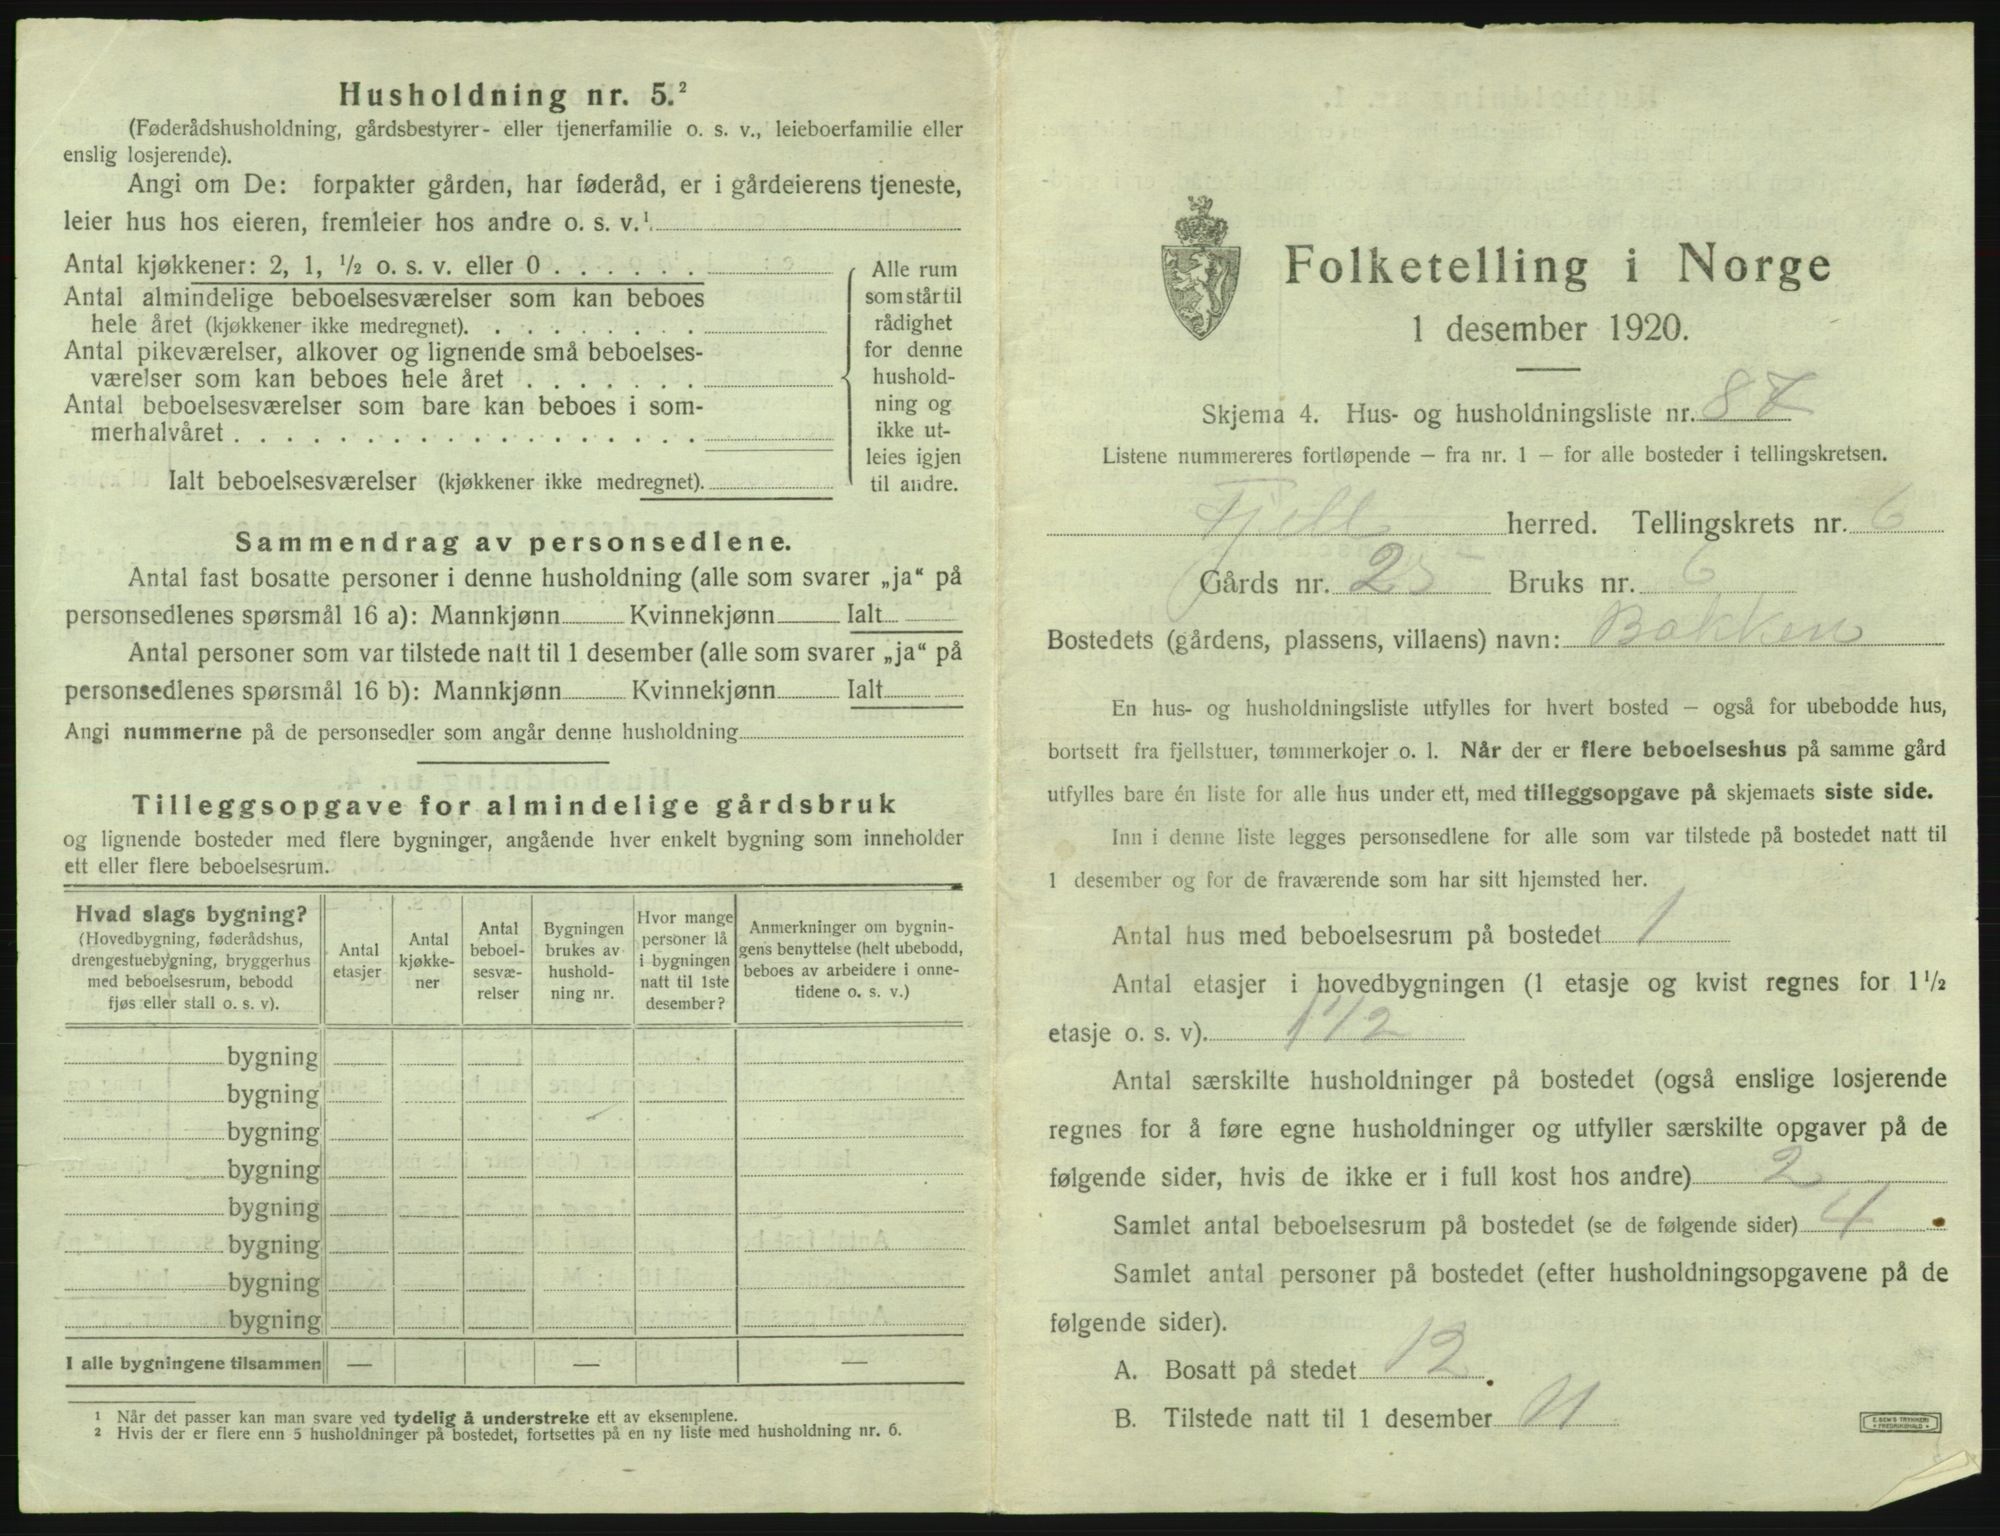 Husholdning nr. 5.²
(Føderådshusholdning, gårdsbestyrer- eller tjenerfamilie o. s. v., leieboerfamilie eller
enslig losjerende).
Angi om De: forpakter gården, har føderåd, er i gårdeierens tjeneste,
leier hus hos eieren, fremleier hos andre o. s. v.¹
Antal kjøkkener: 2, 1, ½ o. s. v. eller 0 . . . . . .
Antal almindelige beboelsesværelser som kan beboes
hele året (kjøkkener ikke medregnet). . . . . . . . .
Antal pikeværelser, alkover og lignende små beboelses-
værelser som kan beboes hele året . . . . . . .
Antal beboelsesværelser som bare kan beboes i som-
merhalvåret . . . . . . . . . . . . . . . . . .
Ialt beboelsesværelser (kjøkkener ikke medregnet).
Alle rum
som står til
rådighet
for denne
hushold-
ning og
ikke ut-
leies igjen
til andre.
Sammendrag av personsedlene.
Antal fast bosatte personer i denne husholdning (alle som svarer „ja“ på
personsedlenes spørsmål 16 a): Mannkjønn Kvinnekjønn Ialt
Antal personer som var tilstede natt til 1 desember (alle som svarer „ja“ på
personsedlenes spørsmål 16 b): Mannkjønn Kvinnekjønn Ialt
Angi nummerne på de personsedler som angår denne husholdning
Tilleggsopgave for almindelige gårdsbruk
og lignende bosteder med flere bygninger, angående hver enkelt bygning som inneholder
ett eller flere beboelsesrum.
Hvad slags bygning?
(Hovedbygning, føderådshus,
drengestuebygning, bryggerhus
med beboelsesrum, bebodd
fjøs eller stall o. s. v).
Antal
etasjer
Antal
kjøkke-
ner
Antal
beboel-
sesvæ-
relser
Bygningen
brukes av
hushold-
ning nr.
Hvor mange
personer lå
i bygningen
natt til 1ste
desember?
Anmerkninger om bygnin-
gens benyttelse (helt ubebodd,
beboes av arbeidere i onne-
tidene o. s. v.)
bygning
bygning
bygning
bygning
bygning
bygning
bygning
bygning
I alle bygningene tilsammen — — —
¹ Når det passer kan man svare ved tydelig å understreke ett av eksemplene.
² Hvis der er flere enn 5 husholdninger på bostedet, fortsettes på en ny liste med husholdning nr. 6.
Folketelling i Norge
1 desember 1920.
Skjema 4. Hus- og husholdningsliste nr. 87
Listene nummereres fortløpende — fra nr. 1 — for alle bosteder i tellingskretsen.
Fjell herred. Tellingskrets nr. 6
Gårds nr. 25 Bruks nr. 6
Bostedets (gårdens, plassens, villaens) navn: Bakken
En hus- og husholdningsliste utfylles for hvert bosted — også for ubebodde hus,
bortsett fra fjellstuer, tømmerkojer o. l. Når der er flere beboelseshus på samme gård
utfylles bare én liste for alle hus under ett, med tilleggsopgave på skjemaets siste side.
Inn i denne liste legges personsedlene for alle som var tilstede på bostedet natt til
1 desember og for de fraværende som har sitt hjemsted her.
Antal hus med beboelsesrum på bostedet 1
Antal etasjer i hovedbygningen (1 etasje og kvist regnes for 1½
etasje o. s. v). 1 1/2
Antal særskilte husholdninger på bostedet (også enslige losjerende
regnes for å føre egne husholdninger og utfyller særskilte opgaver på de
følgende sider, hvis de ikke er i full kost hos andre) 2
Samlet antal beboelsesrum på bostedet (se de følgende sider) 4
Samlet antal personer på bostedet (efter husholdningsopgavene på de
følgende sider).
A. Bosatt på stedet 12
B. Tilstede natt til 1 desember 11
E. SEM'S TRYKKERI
FREDRIKSHALD